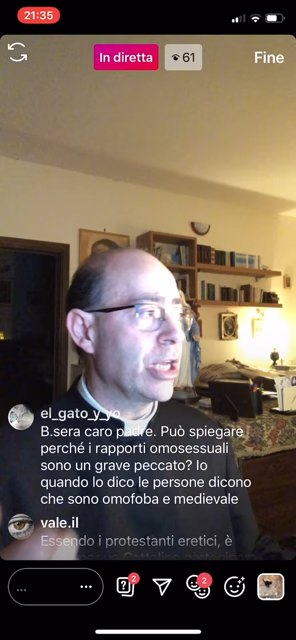 21:35
In diretta
61
Fine
el_gato_y_yo
B.sera caro padre. Può spiegare
perché i rapporti omosessuali
sono un grave peccato? Io
quando lo dico le persone dicono
che sono omofoba e medievale
vale.il
Essendo i protestanti eretici, è
...
2
2